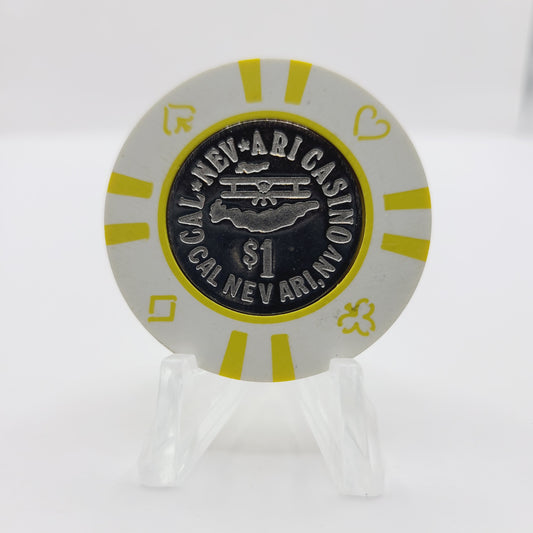 CAL★NEV★ARI CASINO
$1
CAL NEV ARI, NV